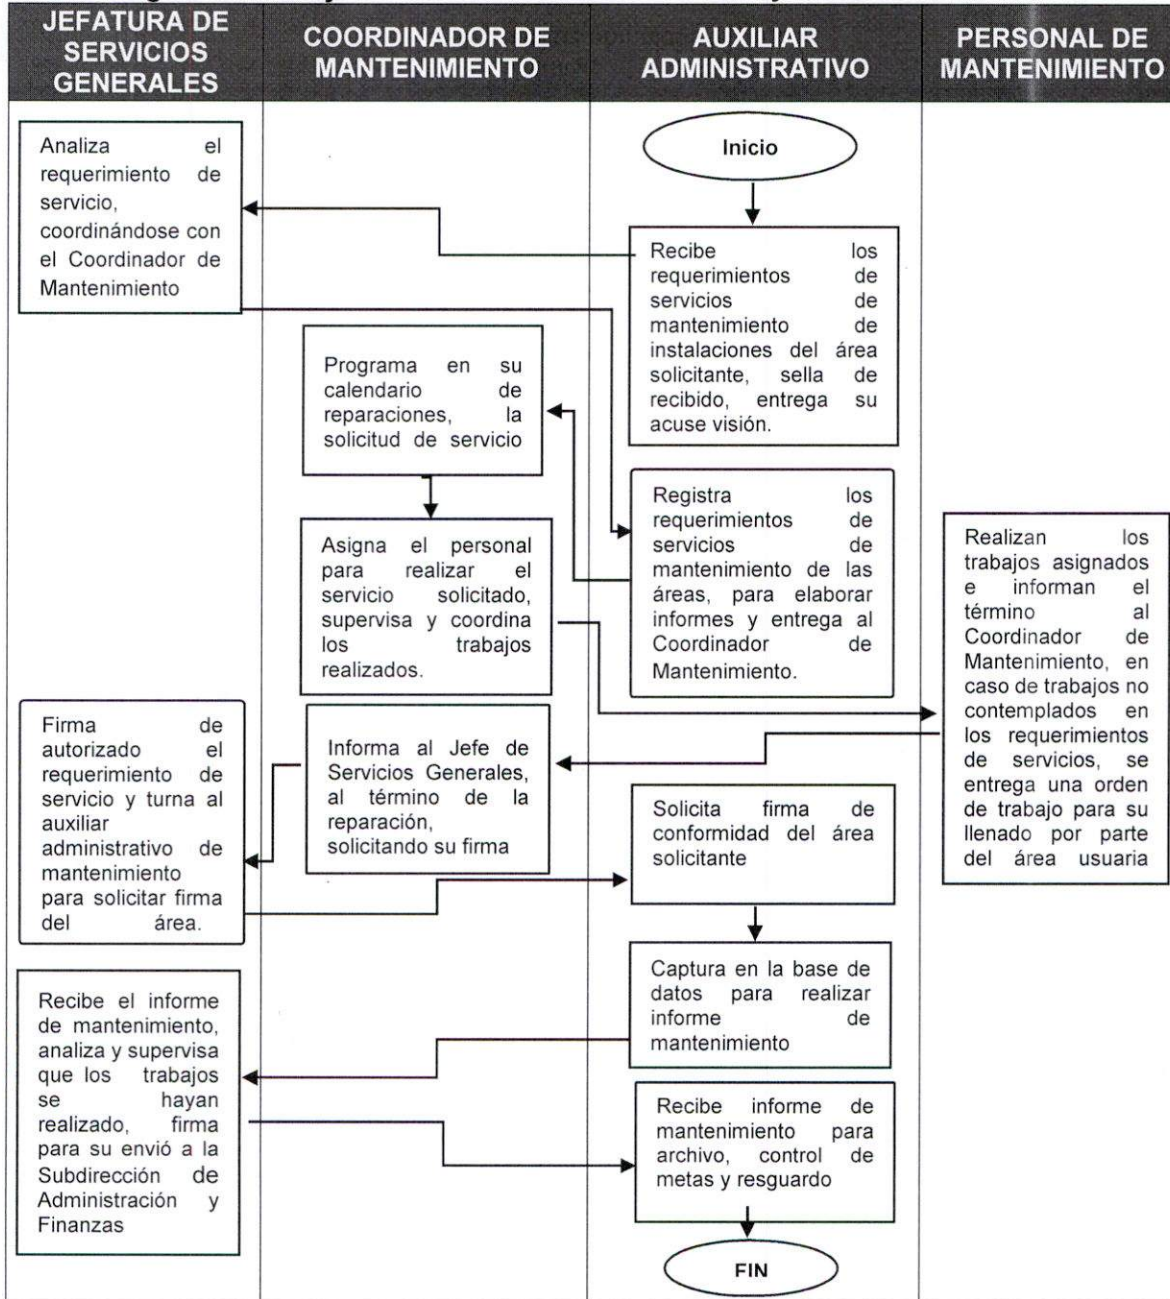 JEFATURA DE
SERVICIOS
GENERALES
COORDINADOR DE
MANTENIMIENTO
AUXILIAR
ADMINISTRATIVO
PERSONAL DE
MANTENIMIENTO
Inicio
Recibe los
requerimientos de
servicios de
mantenimiento de
instalaciones del área
solicitante, sella de
recibido, entrega su
acuse visión.
Analiza el
requerimiento de
servicio,
coordinándose con
el Coordinador de
Mantenimiento
Registra los
requerimientos de
servicios de
mantenimiento de las
áreas, para elaborar
informes y entrega al
Coordinador de
Mantenimiento.
Programa en su
calendario de
reparaciones, la
solicitud de servicio
Asigna el personal
para realizar el
servicio solicitado,
supervisa y coordina
los trabajos
realizados.
Realizan los
trabajos asignados
e informan el
término al
Coordinador de
Mantenimiento, en
caso de trabajos no
contemplados en
los requerimientos
de servicios, se
entrega una orden
de trabajo para su
llenado por parte
del área usuaria
Informa al Jefe de
Servicios Generales,
al término de la
reparación,
solicitando su firma
Firma de
autorizado el
requerimiento de
servicio y turna al
auxiliar
administrativo de
mantenimiento
para solicitar firma
del área.
Solicita firma de
conformidad del área
solicitante
Captura en la base de
datos para realizar
informe de
mantenimiento
Recibe el informe
de mantenimiento,
analiza y supervisa
que los trabajos
se hayan
realizado, firma
para su envió a la
Subdirección de
Administración y
Finanzas
Recibe informe de
mantenimiento para
archivo, control de
metas y resguardo
FIN